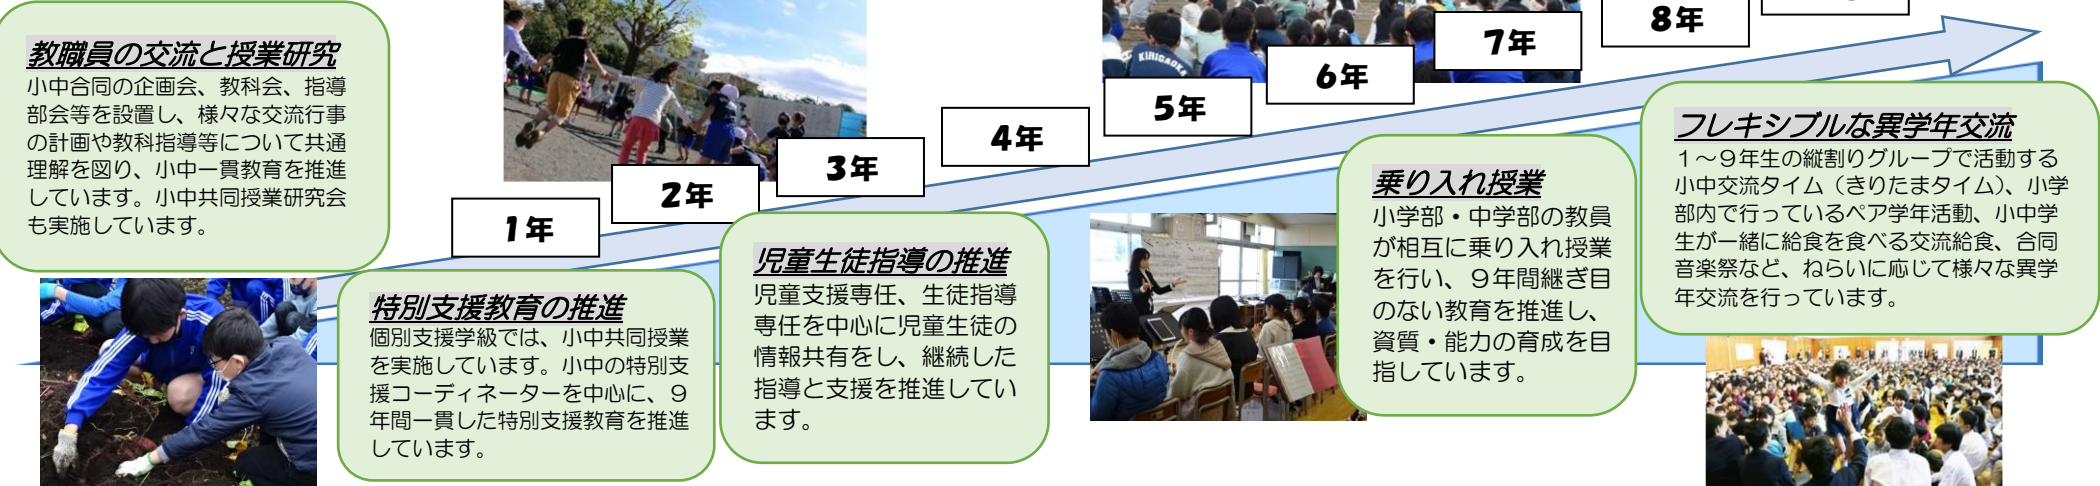 教職員の交流と授業研究
小中合同の企画会、教科会、指導
部会等を設置し、様々な交流行事
の計画や教科指導等について共通
理解を図り、小中一貫教育を推進
しています。小中共同授業研究会
も実施しています。
特別支援教育の推進
個別支援学級では、小中共同授業
を実施しています。小中の特別支
援コーディネーターを中心に、９
年間一貫した特別支援教育を推進
しています。
児童生徒指導の推進
児童支援専任、生徒指導
専任を中心に児童生徒の
情報共有をし、継続した
指導と支援を推進してい
ます。
乗り入れ授業
小学部・中学部の教員
が相互に乗り入れ授業
を行い、９年間継ぎ目
のない教育を推進し、
資質・能力の育成を目
指しています。
フレキシブルな異学年交流
１～９年生の縦割りグループで活動する
小中交流タイム（きりたまタイム）、小学
部内で行っているペア学年活動、小中学
生が一緒に給食を食べる交流給食、合同
音楽祭など、ねらいに応じて様々な異学
年交流を行っています。
1年
2年
3年
4年
5年
6年
7年
8年
KIRIGAOKA